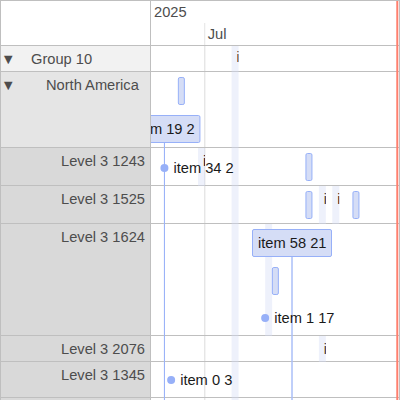 2025
Jul
▼ Group 10
i
▼ North America
m 19 2
Level 3 1243
i
item 34 2
Level 3 1525
i
i
Level 3 1624
item 58 21
item 1 17
Level 3 2076
i
Level 3 1345
item 0 3